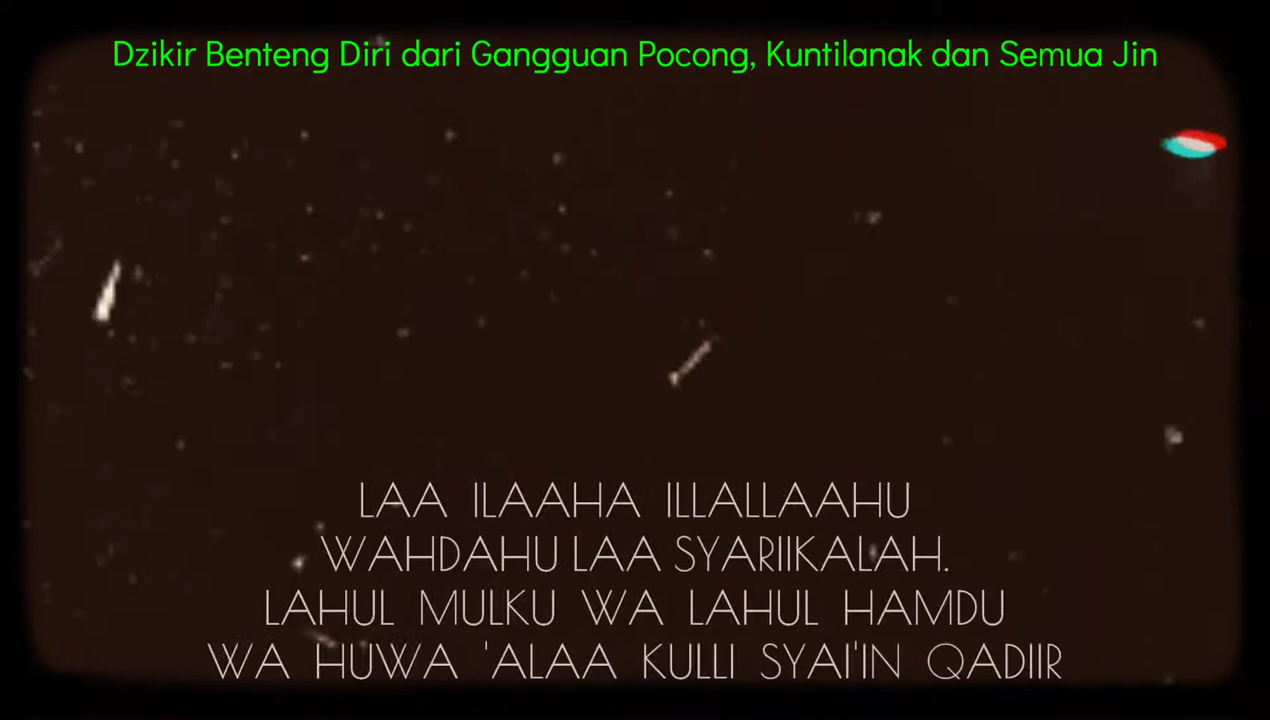 Dzikir Benteng Diri dari Gangguan Pocong, Kuntilanak dan Semua Jin
LAA ILAAHA ILLALLAAHU
WAHDAHU LAA SYARIIKALAH.
LAHUL MULKU WA LAHUL HAMDU
WA HUWA 'ALAA KULLI SYAI'IN QADIIR